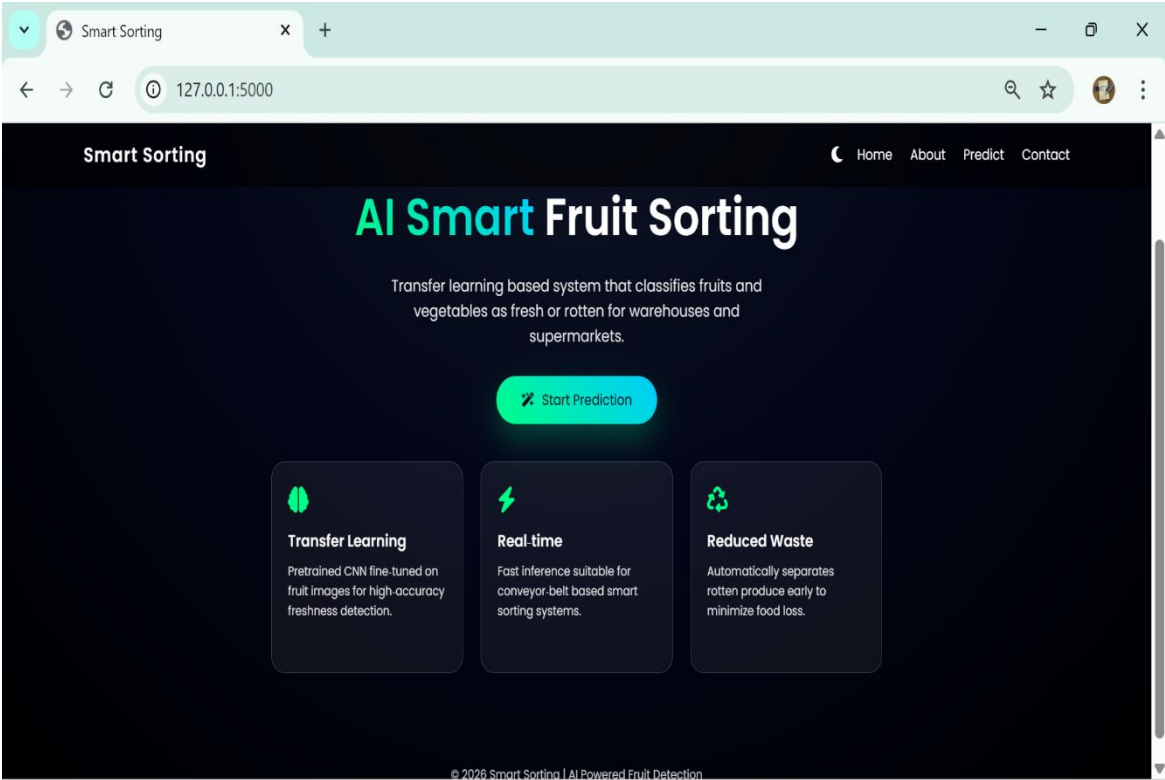 Smart Sorting
127.0.0.1:5000
Smart Sorting
Home About Predict Contact
AI Smart Fruit Sorting
Transfer learning based system that classifies fruits and
vegetables as fresh or rotten for warehouses and
supermarkets.
Start Prediction
Transfer Learning
Pretrained CNN fine-tuned on
fruit images for high-accuracy
freshness detection.
Real-time
Fast inference suitable for
conveyor-belt based smart
sorting systems.
Reduced Waste
Automatically separates
rotten produce early to
minimize food loss.
© 2026 Smart Sorting | AI Powered Fruit Detection